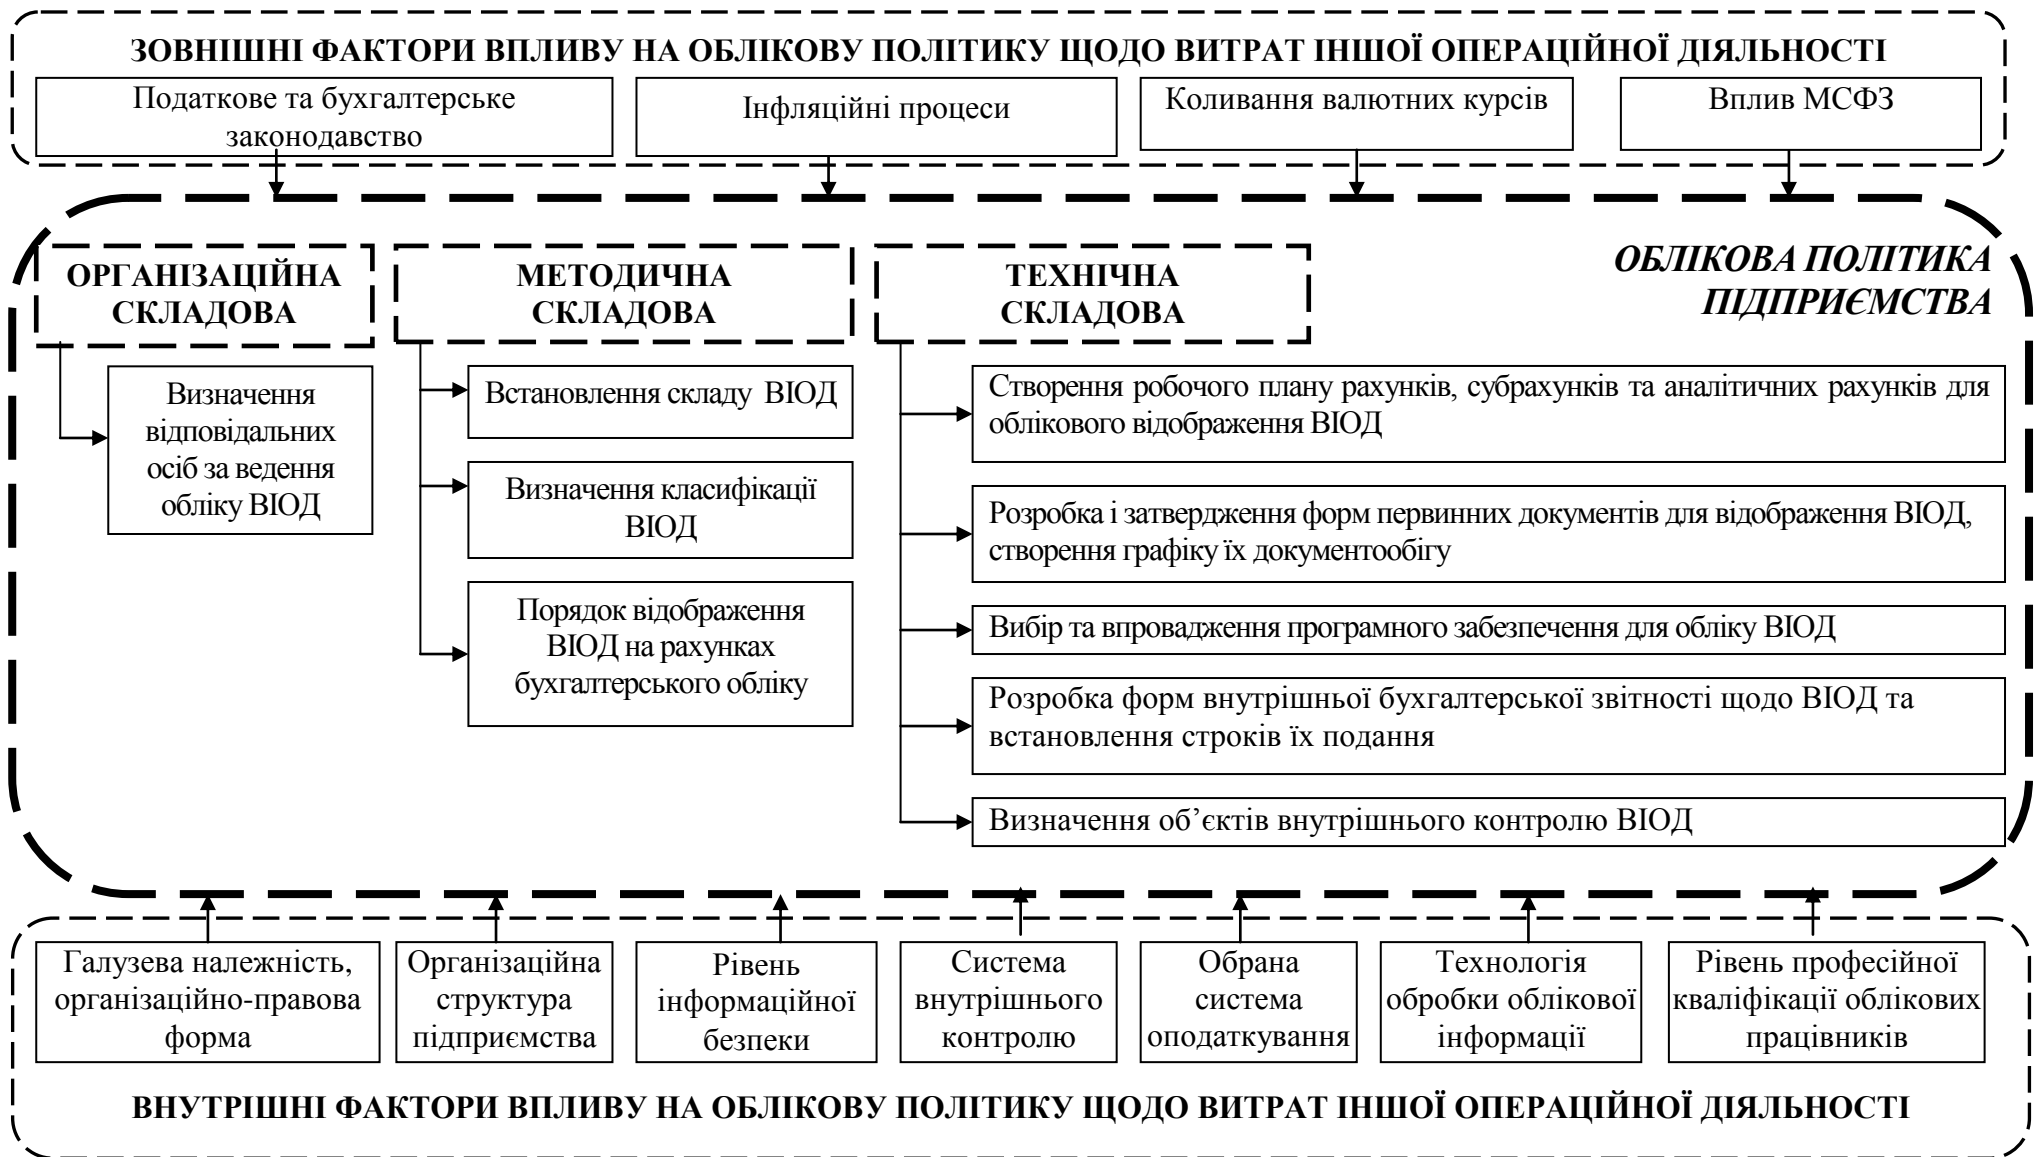 ЗОВНІШНІ ФАКТОРИ ВПЛИВУ НА ОБЛІКОВУ ПОЛІТИКУ ЩОДО ВИТРАТ ІНШОЇ ОПЕРАЦІЙНОЇ ДІЯЛЬНОСТІ
Податкове та бухгалтерське
законодавство
Інфляційні процеси
Коливання валютних курсів
Вплив МСФЗ
ОБЛІКОВА ПОЛІТИКА
ПІДПРИЄМСТВА
ОРГАНІЗАЦІЙНА
СКЛАДОВА
Визначення
відповідальних
осіб за ведення
обліку ВІОД
МЕТОДИЧНА
СКЛАДОВА
Встановлення складу ВІОД
Визначення класифікації
ВІОД
Порядок відображення
ВІОД на рахунках
бухгалтерського обліку
ТЕХНІЧНА
СКЛАДОВА
Створення робочого плану рахунків, субрахунків та аналітичних рахунків для
облікового відображення ВІОД
Розробка і затвердження форм первинних документів для відображення ВІОД,
створення графіку їх документообігу
Вибір та впровадження програмного забезпечення для обліку ВІОД
Розробка форм внутрішньої бухгалтерської звітності щодо ВІОД та
встановлення строків їх подання
Визначення об’єктів внутрішнього контролю ВІОД
Галузева належність,
організаційно-правова
форма
Організаційна
структура
підприємства
Рівень
інформаційної
безпеки
Система
внутрішнього
контролю
Обрана
система
оподаткування
Технологія
обробки облікової
інформації
Рівень професійної
кваліфікації облікових
працівників
ВНУТРІШНІ ФАКТОРИ ВПЛИВУ НА ОБЛІКОВУ ПОЛІТИКУ ЩОДО ВИТРАТ ІНШОЇ ОПЕРАЦІЙНОЇ ДІЯЛЬНОСТІ